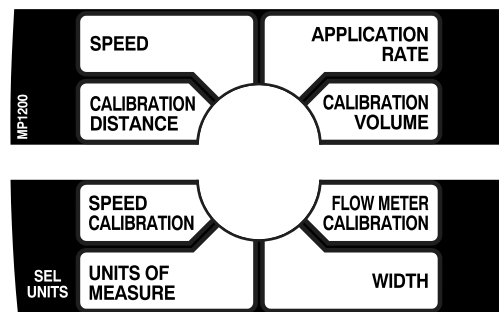 SPEED
APPLICATION
RATE
MP1200
CALIBRATION
DISTANCE
CALIBRATION
VOLUME
SPEED
CALIBRATION
FLOW METER
CALIBRATION
SEL
UNITS
UNITS OF
MEASURE
WIDTH